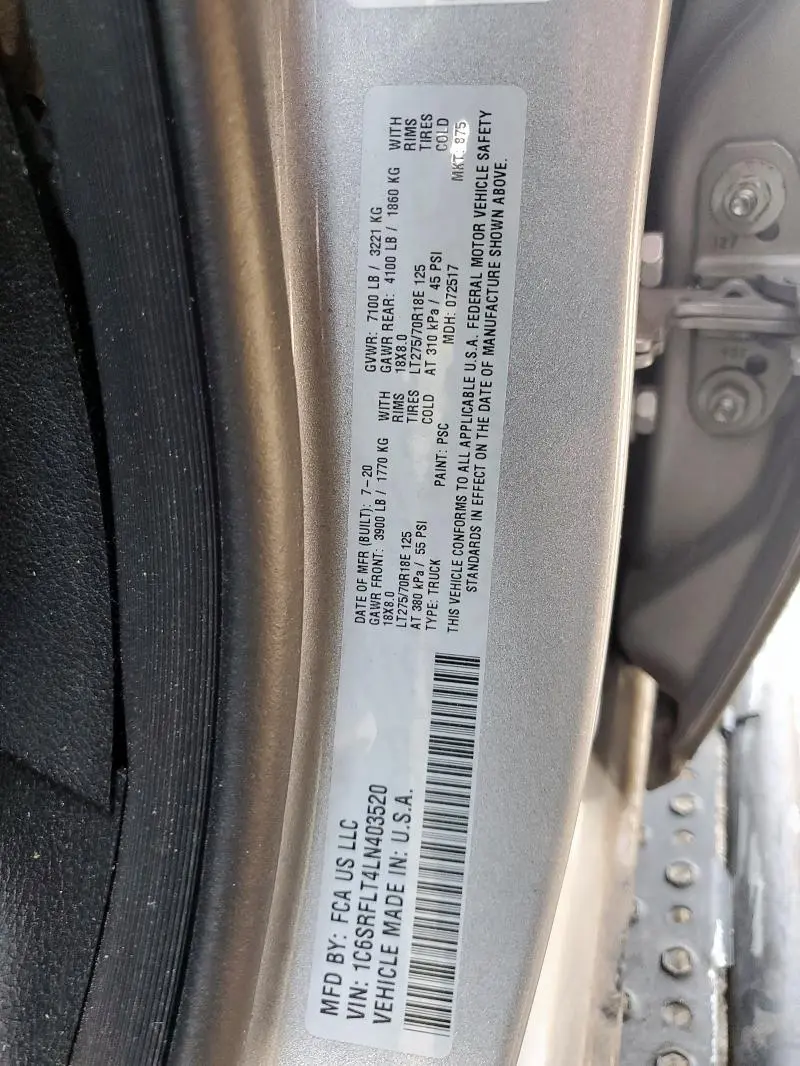 MFD BY: FCA US LLC
VIN: 1C6SRFLT4LN403520
VEHICLE MADE IN: U.S.A.
DATE OF MFR (BUILT): 7-20
GAWR FRONT: 3900 LB / 1770 KG WITH
18X8.0 RIMS
LT275/70R18E 125 TIRES
AT 380 kPa / 55 PSI COLD
TYPE: TRUCK
PAINT: PSC
GVWR: 7100 LB / 3221 KG
GAWR REAR: 4100 LB / 1860 KG WITH
18X8.0 RIMS
LT275/70R18E 125 TIRES
AT 310 kPa / 45 PSI COLD
MDH: 072517
MKT: 875
THIS VEHICLE CONFORMS TO ALL APPLICABLE U.S.A. FEDERAL MOTOR VEHICLE SAFETY
STANDARDS IN EFFECT ON THE DATE OF MANUFACTURE SHOWN ABOVE.